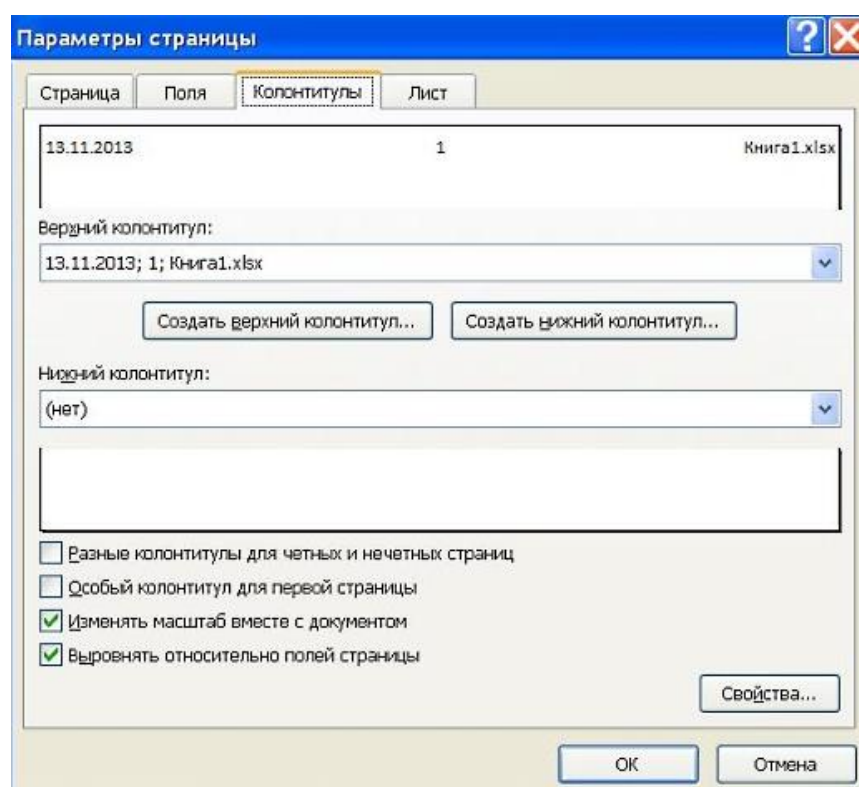 Параметры страницы
Страница Поля Колонтитулы Лист
13.11.2013 1 Книга1.xlsx
Верхний колонтитул:
13.11.2013; 1; Книга1.xlsx
Создать верхний колонтитул... Создать нижний колонтитул...
Нижний колонтитул:
(нет)
Разные колонтитулы для четных и нечетных страниц
Особый колонтитул для первой страницы
Изменять масштаб вместе с документом
Выровнять относительно полей страницы
Свойства...
ОК Отмена